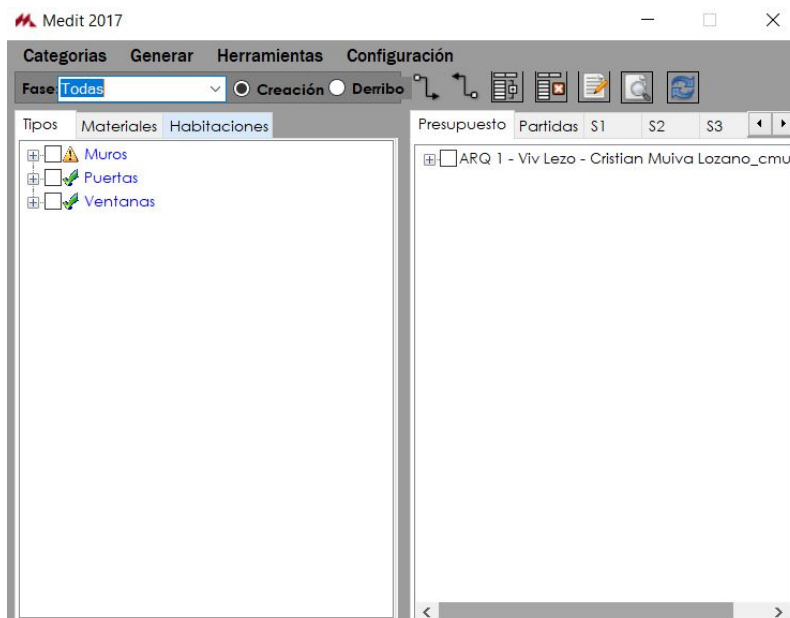 Medit 2017
Categorias Generar Herramientas Configuración
Fase: Todas Creación Derribo
Tipos Materiales Habitaciones
Muros
Puertas
Ventanas
Presupuesto Partidas S1 S2 S3
ARQ 1 - Viv Lezo - Cristian Muiva Lozano_cmu